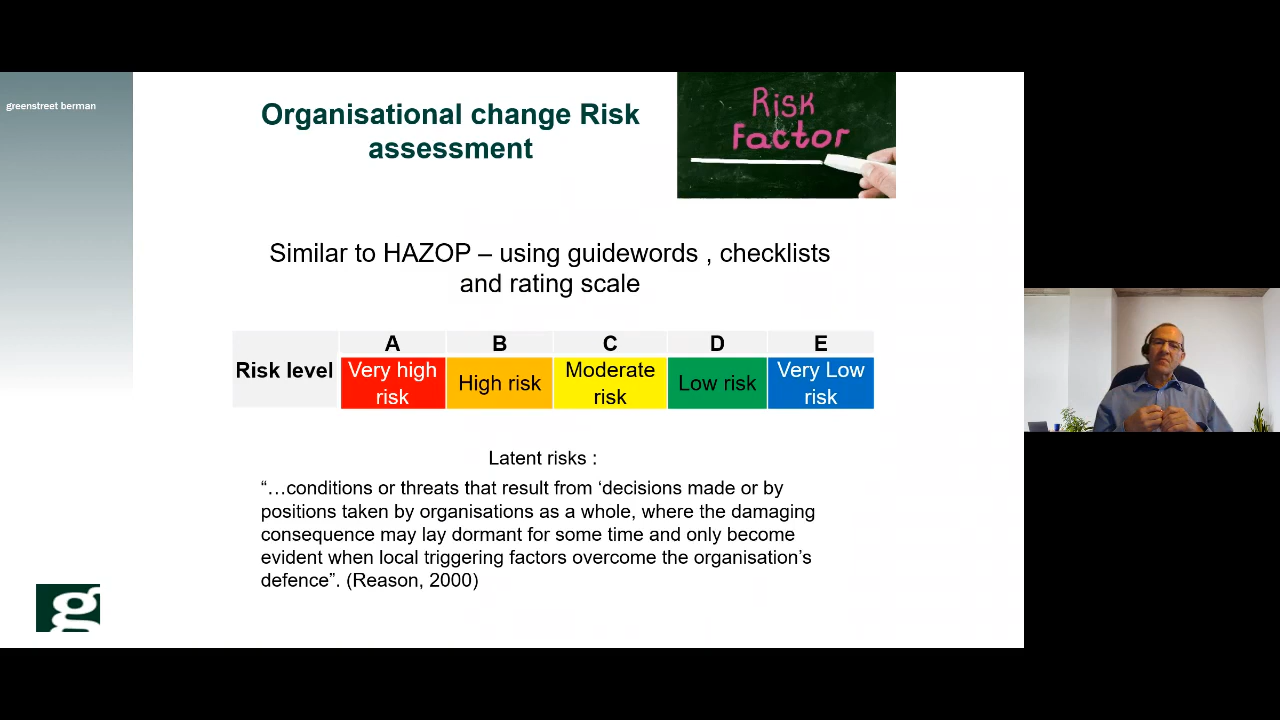 greenstreet berman
Organisational change Risk
assessment
Risk
Factor
Similar to HAZOP – using guidewords , checklists
and rating scale
A B C D E
Risk level
Very high
risk
High risk
Moderate
risk
Low risk
Very Low
risk
Latent risks :
“…conditions or threats that result from ‘decisions made or by
positions taken by organisations as a whole, where the damaging
consequence may lay dormant for some time and only become
evident when local triggering factors overcome the organisation’s
defence”. (Reason, 2000)
g